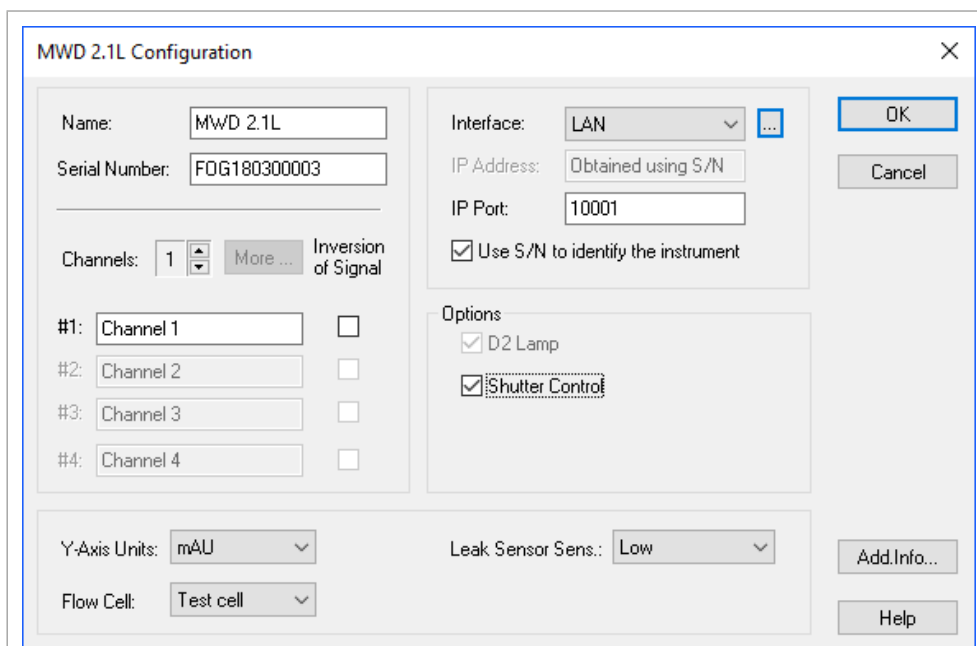 MWD 2.1L Configuration
Name: MWD 2.1L
Serial Number: FOG180300003
Channels: 1 More ... Inversion
of Signal
#1: Channel 1
#2: Channel 2
#3: Channel 3
#4: Channel 4
Interface: LAN ...
IP Address: Obtained using S/N
IP Port: 10001
Use S/N to identify the instrument
Options
D2 Lamp
Shutter Control
Y-Axis Units: mAU
Flow Cell: Test cell
Leak Sensor Sens.: Low
OK
Cancel
Add.Info...
Help